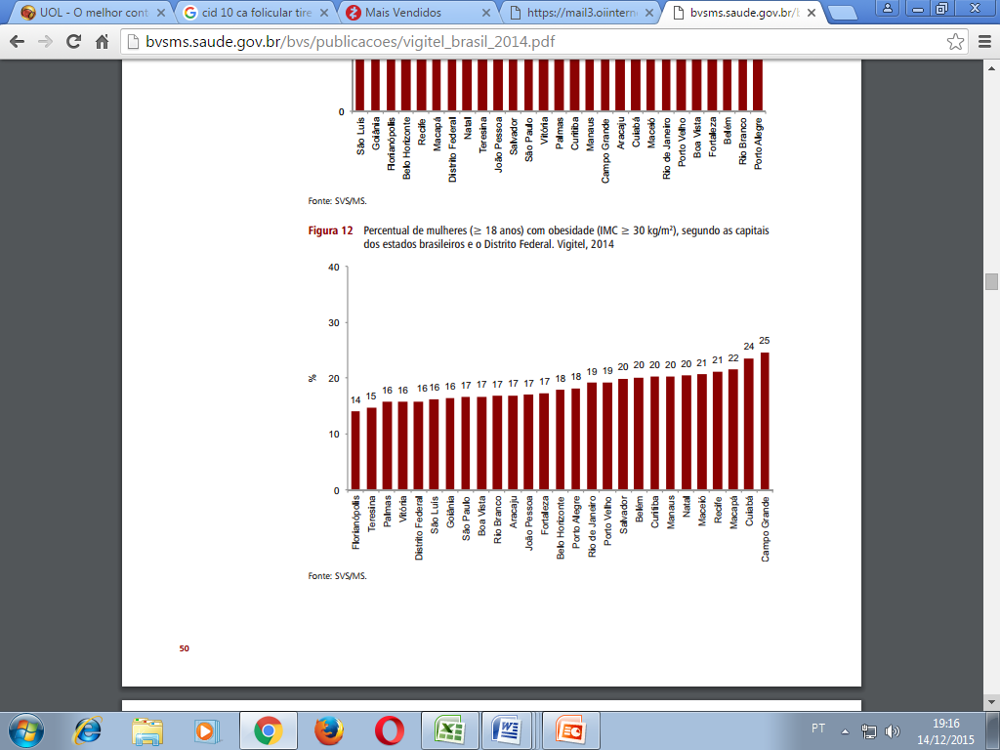 UOL - O melhor cont
cid 10 ca folicular tire
Mais Vendidos
https://mail3.oiintern
bvsms.saude.gov.br/b
bvsms.saude.gov.br/bvs/publicacoes/vigitel_brasil_2014.pdf
0
São Luís
Goiânia
Florianópolis
Belo Horizonte
Recife
Macapá
Distrito Federal
Natal
Teresina
João Pessoa
Salvador
São Paulo
Vitória
Palmas
Curitiba
Manaus
Campo Grande
Aracaju
Cuiabá
Maceió
Rio de Janeiro
Porto Velho
Boa Vista
Fortaleza
Belém
Rio Branco
Porto Alegre
Fonte: SVS/MS.
Figura 12 Percentual de mulheres (≥ 18 anos) com obesidade (IMC ≥ 30 kg/m²), segundo as capitais
dos estados brasileiros e o Distrito Federal. Vigitel, 2014
40
30
20
10
0
%
14 15 16 16 16 16 16 17 17 17 17 17 17 18 18 19 19 20 20 20 20 20 21 21 22 24 25
Florianópolis
Teresina
Palmas
Vitória
Distrito Federal
São Luís
Goiânia
São Paulo
Boa Vista
Rio Branco
Aracaju
João Pessoa
Fortaleza
Belo Horizonte
Porto Alegre
Rio de Janeiro
Porto Velho
Salvador
Belém
Curitiba
Manaus
Natal
Maceió
Recife
Macapá
Cuiabá
Campo Grande
Fonte: SVS/MS.
50
PT
19:16
14/12/2015